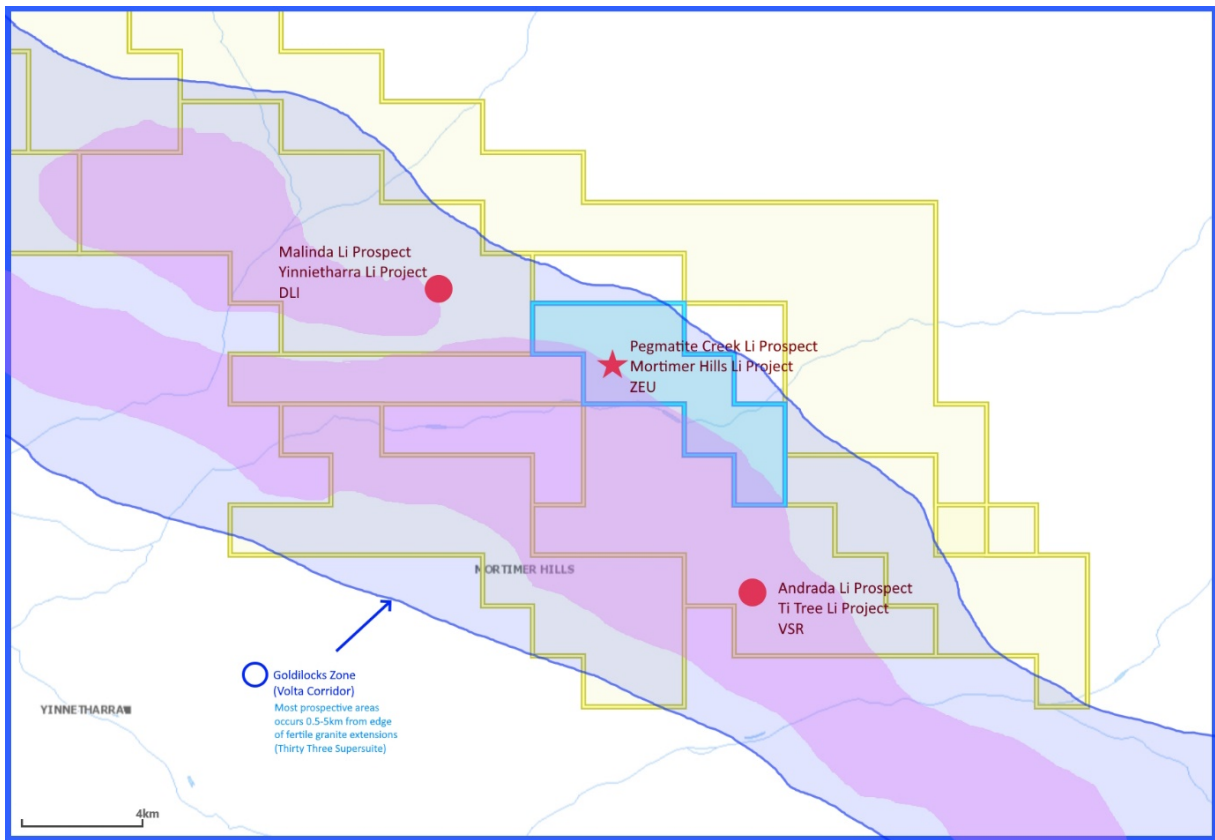 Malinda Li Prospect
Yinnietharra Li Project
DLI
Pegmatite Creek Li Prospect
Mortimer Hills Li Project
ZEU
MORTIMER HILLS
Andrada Li Prospect
Ti Tree Li Project
VSR
Goldilocks Zone
(Volta Corridor)
Most prospective areas
occurs 0.5-5km from edge
of fertile granite extensions
(Thirty Three Supersuite)
YINNETHARRA
4km